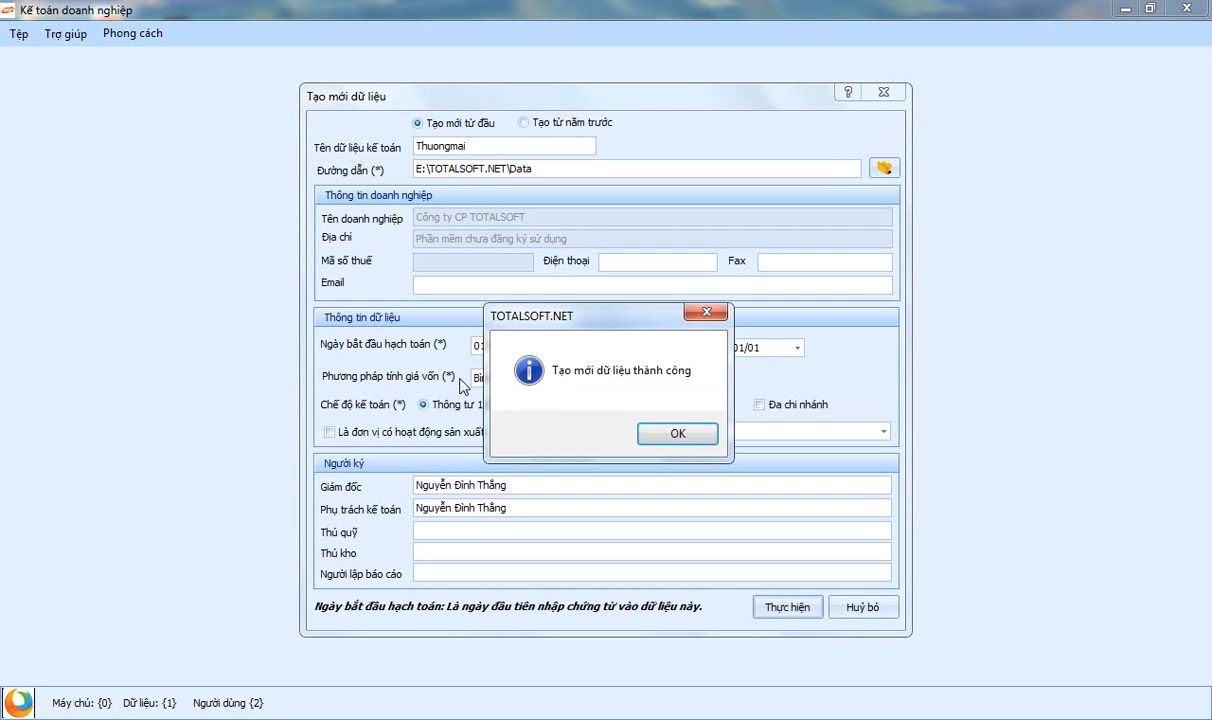 Kế toán doanh nghiệp
Tệp Trợ giúp Phong cách
Tạo mới dữ liệu
Tạo mới từ đầu Tạo từ năm trước
Tên dữ liệu kế toán Thuongmai
Đường dẫn (*) E:\TOTALSOFT.NET\Data
Thông tin doanh nghiệp
Tên doanh nghiệp Công ty CP TOTALSOFT
Địa chỉ Phần mềm chưa đăng ký sử dụng
Mã số thuế Điện thoại Fax
Email
TOTALSOFT.NET
Thông tin dữ liệu
Ngày bắt đầu hạch toán (*) 01 01/01
Tạo mới dữ liệu thành công
Phương pháp tính giá vốn (*)
Chế độ kế toán (*) Thông tư 1 Đa chi nhánh
Là đơn vị có hoạt động sản xuất
OK
Người ký
Giám đốc Nguyễn Đình Thắng
Phụ trách kế toán Nguyễn Đình Thắng
Thủ quỹ
Thủ kho
Người lập báo cáo
Ngày bắt đầu hạch toán: Là ngày đầu tiên nhập chứng từ vào dữ liệu này. Thực hiện Huỷ bỏ
Máy chủ: {0} Dữ liệu: {1} Người dùng {2}